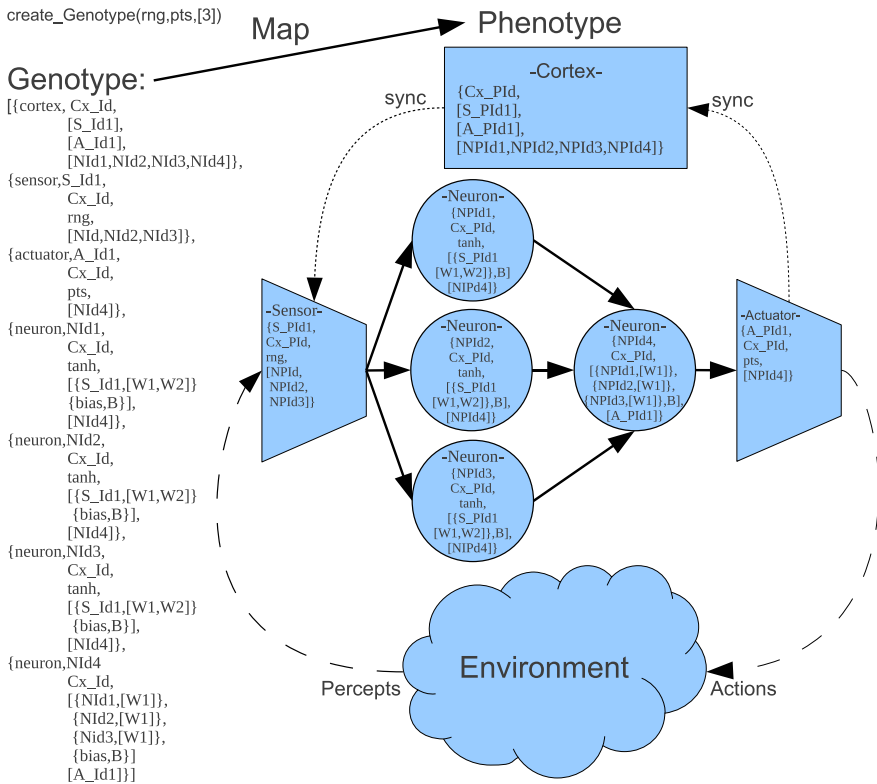 create_Genotype(rng,pts,[3])
Map
Phenotype
Genotype:
[{cortex, Cx_Id,
[S_Id1],
[A_Id1],
[NId1,NId2,NId3,NId4]},
{sensor,S_Id1,
Cx_Id,
rng,
[NId,NId2,NId3]},
{actuator,A_Id1,
Cx_Id,
pts,
[NId4]},
{neuron,NId1,
Cx_Id,
tanh,
[{S_Id1,[W1,W2]}
{bias,B}],
[NId4]},
{neuron,NId2,
Cx_Id,
tanh,
[{S_Id1,[W1,W2]}
{bias,B}],
[NId4]},
{neuron,NId3,
Cx_Id,
tanh,
[{S_Id1,[W1,W2]}
{bias,B}],
[NId4]},
{neuron,NId4
Cx_Id,
[{NId1,[W1]},
{NId2,[W1]},
{Nid3,[W1]},
{bias,B}]
[A_Id1]}]
-Cortex-
{Cx_PId,
[S_PId1],
[A_PId1],
[NPId1,NPId2,NPId3,NPId4]}
sync
sync
-Sensor-
{S_PId1,
Cx_PId,
rng,
[NPId,
NPId2,
NPId3]}
-Neuron-
{NPId1,
Cx_PId,
tanh,
[{S_PId1
[W1,W2]},B]
[NIPd4]}
-Neuron-
{NPId2,
Cx_PId,
tanh,
[{S_PId1
[W1,W2]},B],
[NPId4]}
-Neuron-
{NPId3,
Cx_PId,
tanh,
[{S_PId1
[W1,W2]},B],
[NIPd4]}
-Neuron-
{NPId4,
Cx_PId,
[{NPId1,[W1]},
{NPId2,[W1]},
{NPId3,[W1]},B],
[A_PId1]}
-Actuator-
{A_PId1,
Cx_PId,
pts,
[NPId4]}
Environment
Percepts
Actions